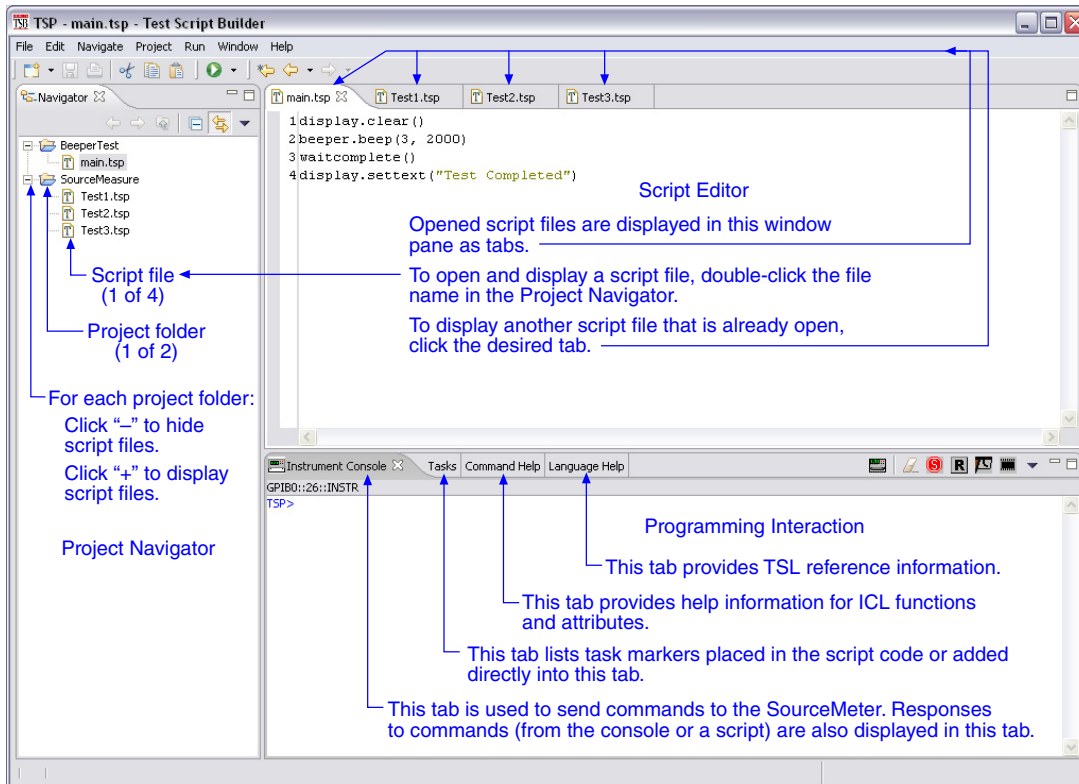 TSP - main.tsp - Test Script Builder
File Edit Navigate Project Run Window Help
Navigator
main.tsp
Test1.tsp
Test2.tsp
Test3.tsp
BeeperTest
main.tsp
SourceMeasure
Test1.tsp
Test2.tsp
Test3.tsp
Script file
(1 of 4)
Project folder
(1 of 2)
For each project folder:
Click “–” to hide
script files.
Click “+” to display
script files.
Project Navigator
1 display.clear()
2 beeper.beep(3, 2000)
3 waitcomplete()
4 display.settext("Test Completed")
Script Editor
Opened script files are displayed in this window
pane as tabs.
To open and display a script file, double-click the file
name in the Project Navigator.
To display another script file that is already open,
click the desired tab.
Instrument Console
Tasks
Command Help
Language Help
S
R
GPIB0::26::INSTR
TSP>
Programming Interaction
This tab provides TSL reference information.
This tab provides help information for ICL functions
and attributes.
This tab lists task markers placed in the script code or added
directly into this tab.
This tab is used to send commands to the SourceMeter. Responses
to commands (from the console or a script) are also displayed in this tab.